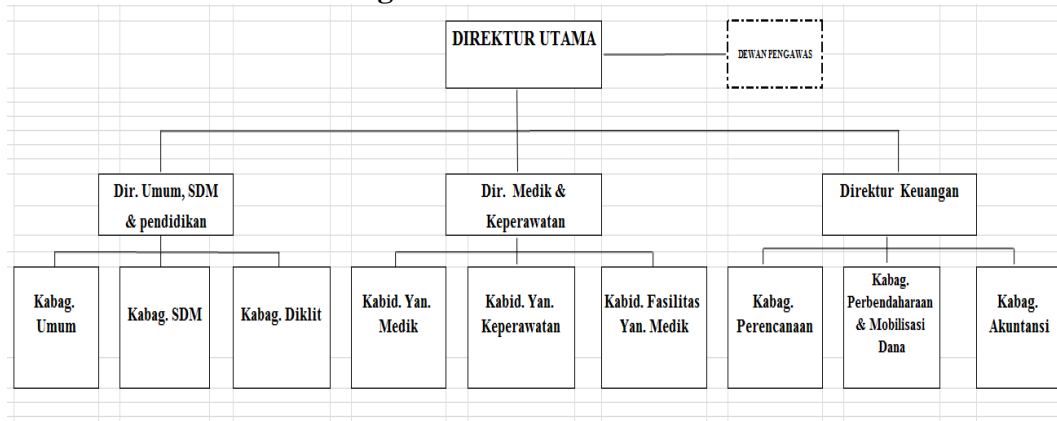 DIREKTUR UTAMA
DEWAN PENGAWAS
Dir. Umum, SDM
& pendidikan
Dir. Medik &
Keperawatan
Direktur Keuangan
Kabag.
Umum
Kabag. SDM
Kabag. Diklit
Kabid. Yan.
Medik
Kabid. Yan.
Keperawatan
Kabid. Fasilitas
Yan. Medik
Kabag.
Perencanaan
Kabag.
Perbendaharaan
& Mobilisasi
Dana
Kabag.
Akuntansi